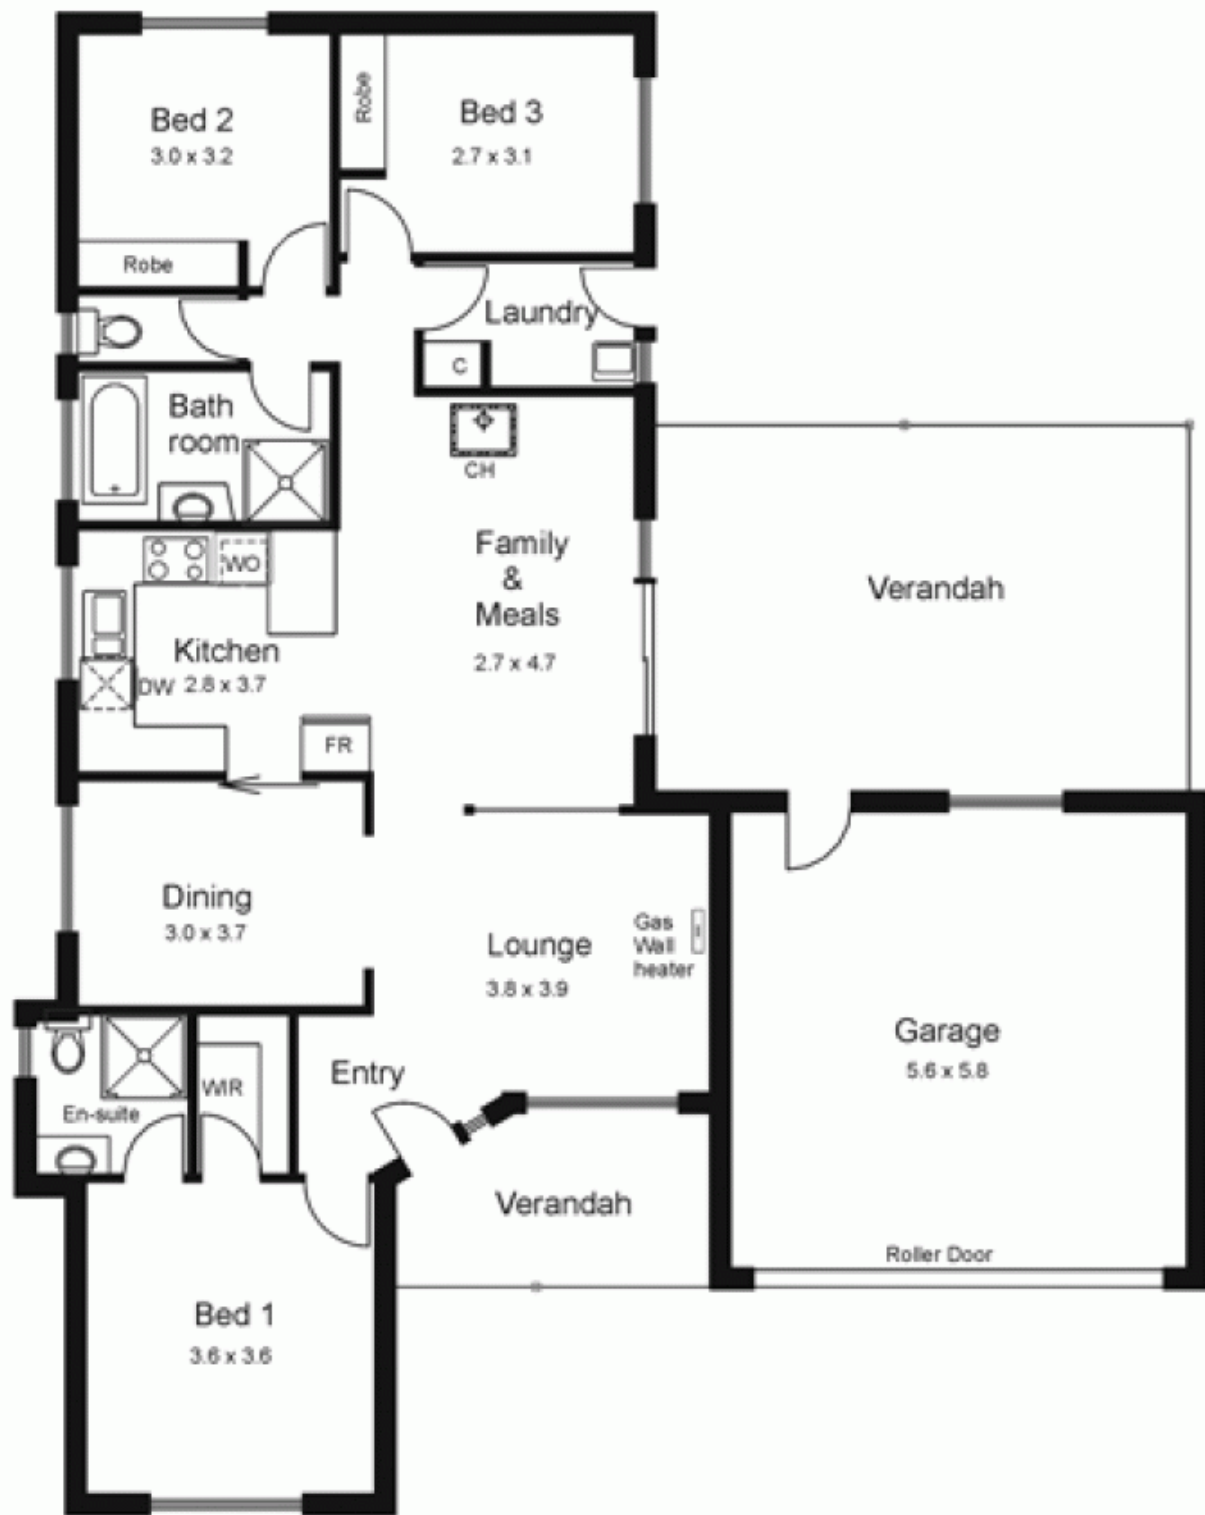 Bed 2
3.0 x 3.2
Robe
Bed 3
2.7 x 3.1
Robe
Laundry
C
Bath
room
CH
WO
Family
&
Meals
2.7 x 4.7
Verandah
Kitchen
DW 2.8 x 3.7
FR
Dining
3.0 x 3.7
Lounge
3.8 x 3.9
Gas
Wall
heater
Garage
5.6 x 5.8
Entry
WIR
En-suite
Verandah
Roller Door
Bed 1
3.6 x 3.6